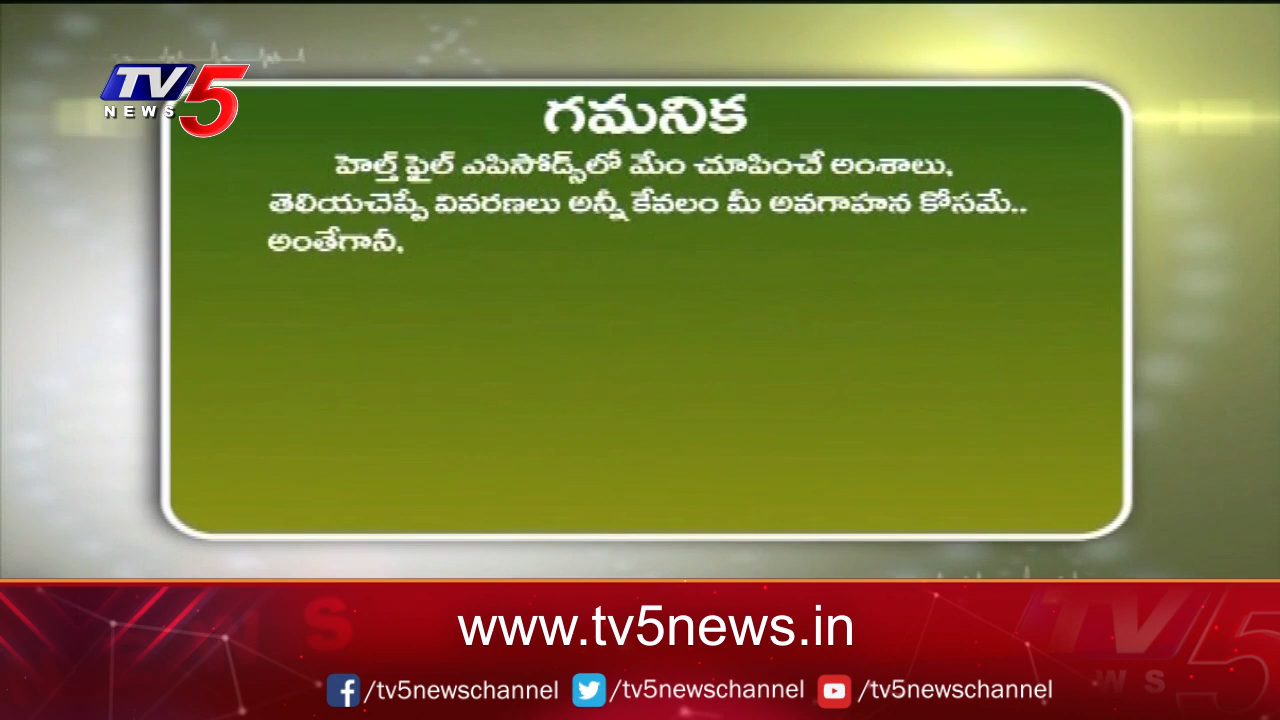 TV5
NEWS
గమనిక
హెల్త్ ఫైల్ ఎపిసోడ్స్‌లో మేం చూపించే అంశాలు,
తెలియచెప్పే వివరణలు అన్నీ కేవలం మీ అవగాహన కోసమే..
అంతేగానీ,
www.tv5news.in
/tv5newschannel /tv5newschannel /tv5newschannel